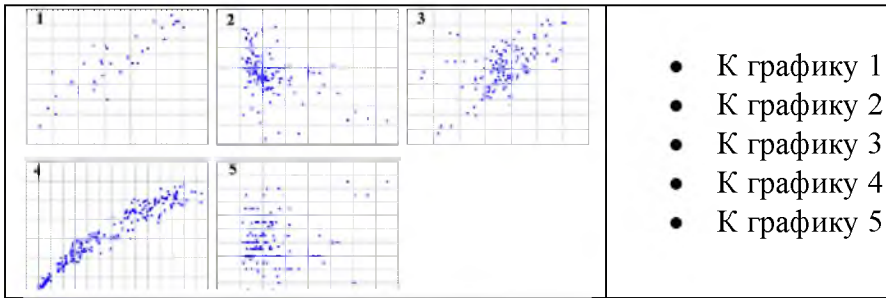 1
2
3
4
5
• К графику 1
• К графику 2
• К графику 3
• К графику 4
• К графику 5